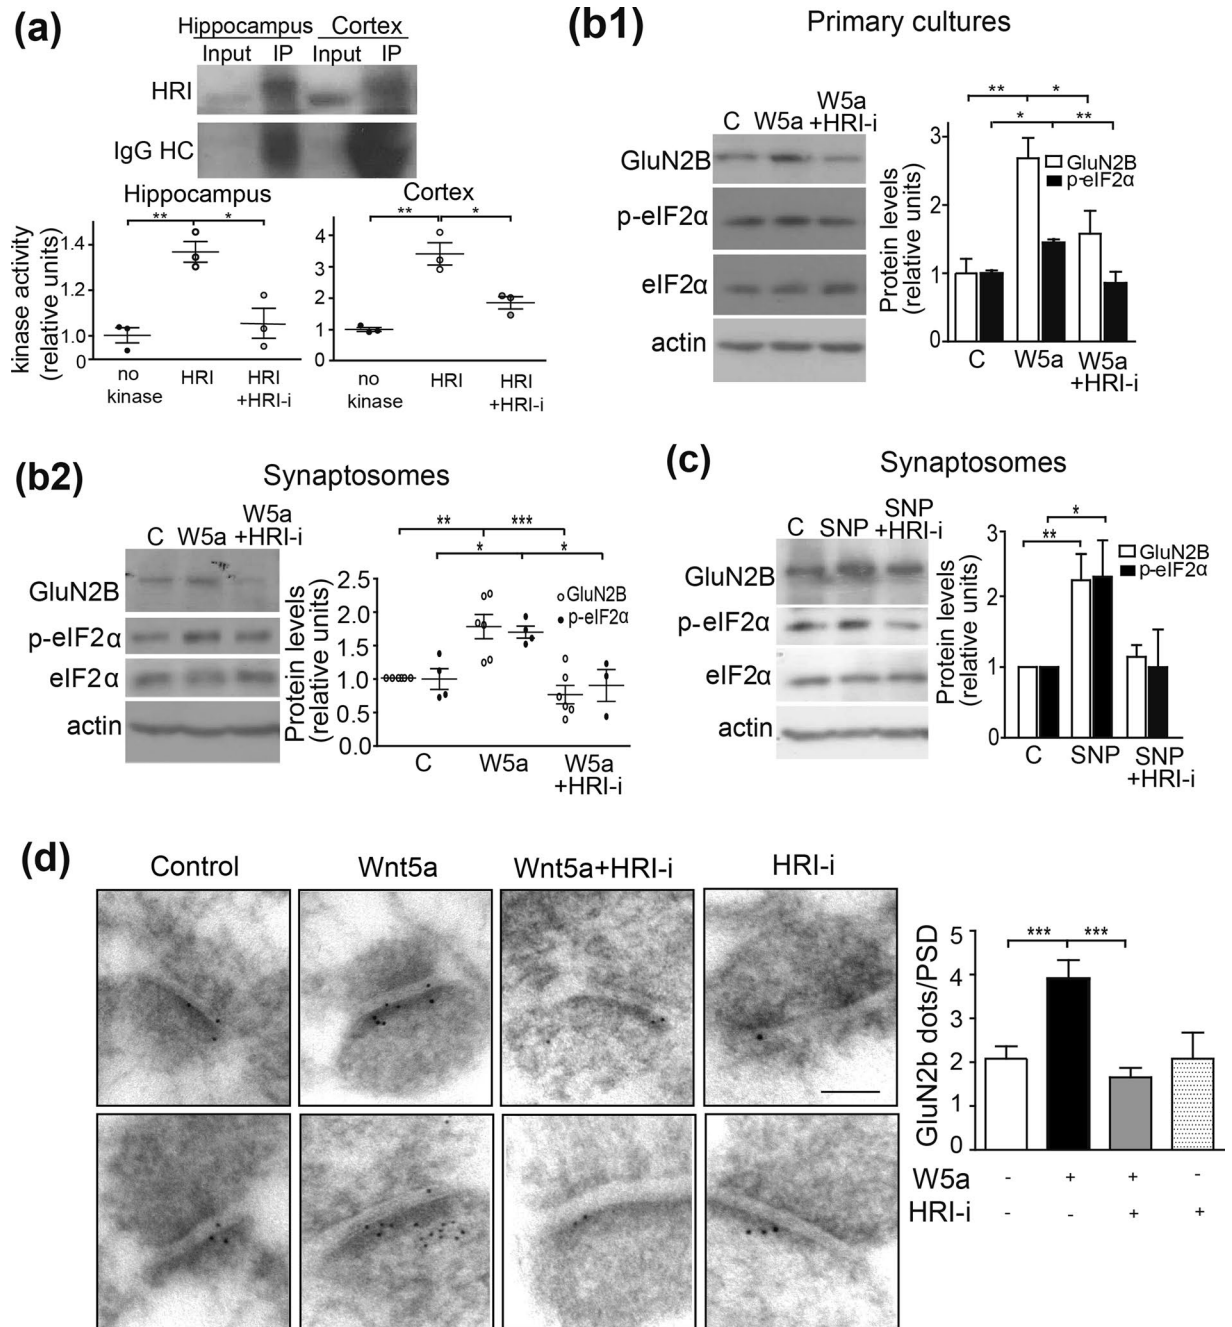 (a)
Hippocampus Cortex
Input IP Input IP
HRI
IgG HC
Hippocampus
Cortex
kinase activity
(relative units)
1.4
1.2
1.0
0
** *
no
kinase
HRI
HRI
+HRI-i
4
3
2
1
0
** *
no
kinase
HRI
HRI
+HRI-i
(b1)
Primary cultures
C W5a W5a
+HRI-i
GluN2B
p-eIF2α
eIF2α
actin
Protein levels
(relative units)
3
2
1
0
** *
* **
GluN2B
p-eIF2α
C W5a W5a
+HRI-i
(b2)
Synaptosomes
C W5a W5a
+HRI-i
GluN2B
p-eIF2α
eIF2α
actin
Protein levels
(relative units)
2.5
2.0
1.5
1.0
0.5
0.0
** ***
* *
GluN2B
p-eIF2α
C W5a W5a
+HRI-i
(c)
Synaptosomes
C SNP SNP
+HRI-i
GluN2B
p-eIF2α
eIF2α
actin
Protein levels
(relative units)
3
2
1
0
*
**
GluN2B
p-eIF2α
C SNP SNP
+HRI-i
(d)
Control Wnt5a Wnt5a+HRI-i HRI-i
GluN2b dots/PSD
5
4
3
2
1
0
*** ***
W5a - + + -
HRI-i - - + +